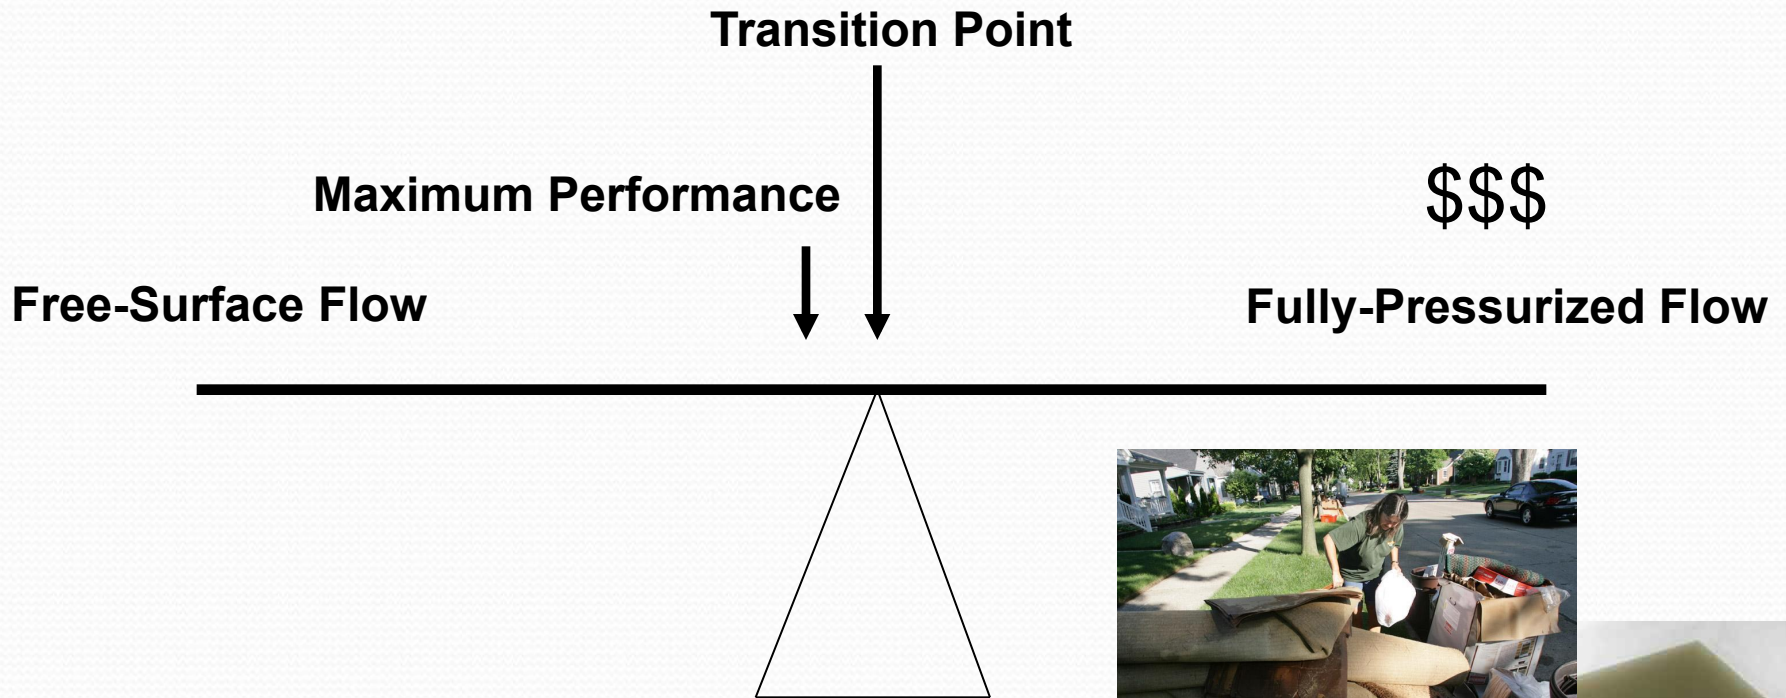 Transition Point
Maximum Performance
$$$
Free-Surface Flow
Fully-Pressurized Flow